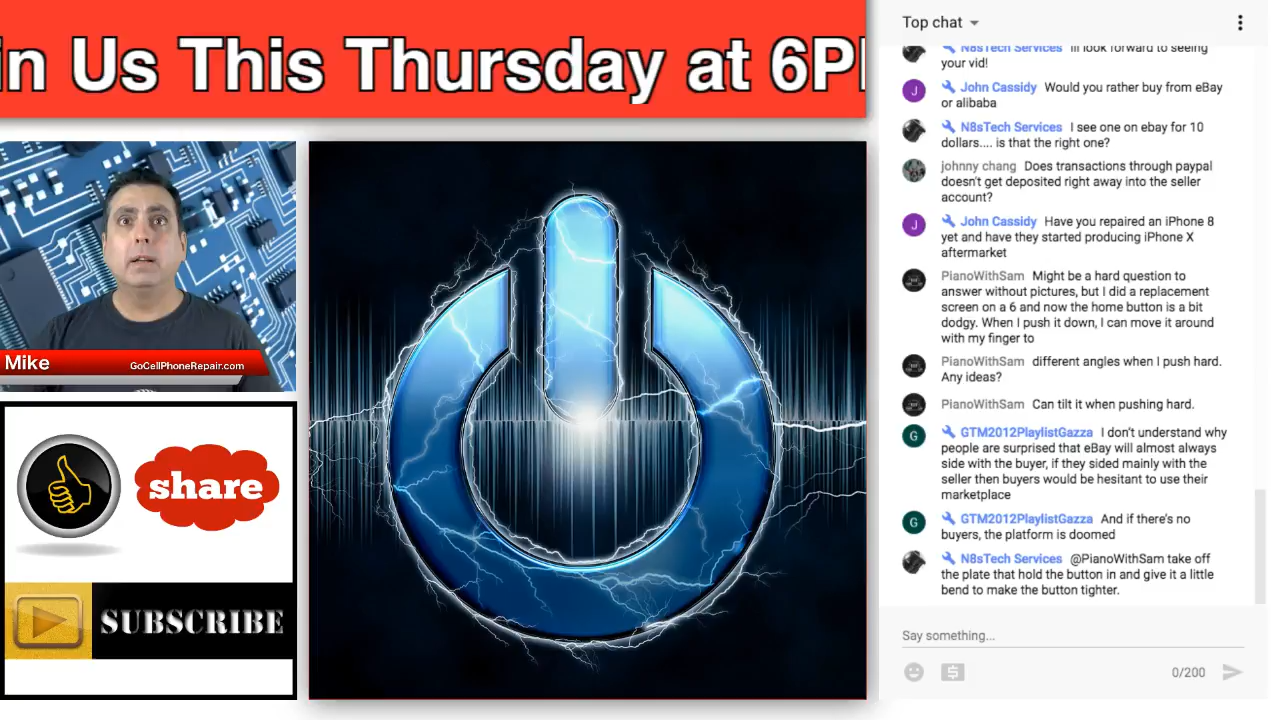 in Us This Thursday at 6P
Mike
GoCellPhoneRepair.com
share
SUBSCRIBE
Top chat
N8sTech Services Ill look forward to seeing
your vid!
J
John Cassidy Would you rather buy from eBay
or alibaba
N8sTech Services I see one on ebay for 10
dollars.... is that the right one?
johnny chang Does transactions through paypal
doesn't get deposited right away into the seller
account?
J
John Cassidy Have you repaired an iPhone 8
yet and have they started producing iPhone X
aftermarket
PianoWithSam Might be a hard question to
answer without pictures, but I did a replacement
screen on a 6 and now the home button is a bit
dodgy. When I push it down, I can move it around
with my finger to
PianoWithSam different angles when I push hard.
Any ideas?
PianoWithSam Can tilt it when pushing hard.
G
GTM2012PlaylistGazza I don't understand why
people are surprised that eBay will almost always
side with the buyer, if they sided mainly with the
seller then buyers would be hesitant to use their
marketplace
G
GTM2012PlaylistGazza And if there's no
buyers, the platform is doomed
N8sTech Services @PianoWithSam take off
the plate that hold the button in and give it a little
bend to make the button tighter.
Say something...
0/200